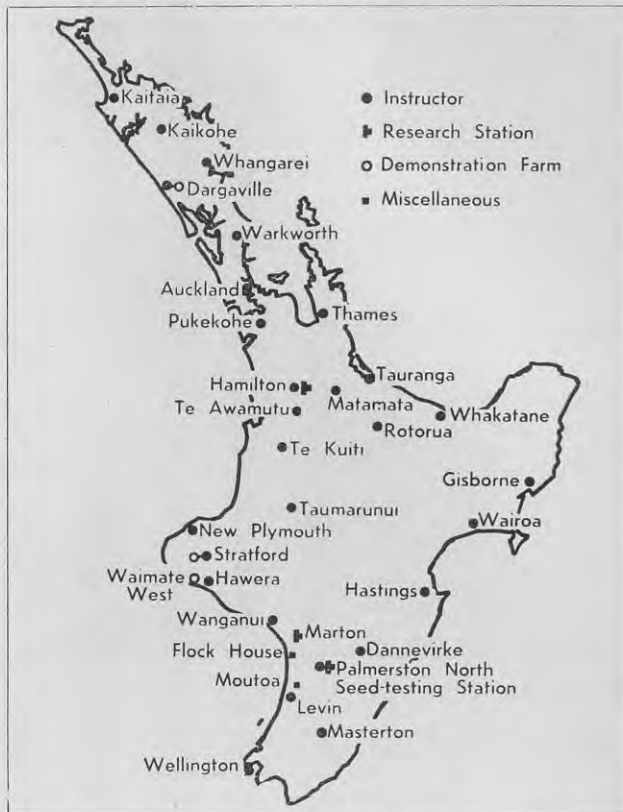 Kaitaia
Kaikohe
Whangarei
Dargaville
Warkworth
Auckland
Pukekohe
Thames
Instructor
Research Station
Demonstration Farm
Miscellaneous
Hamilton
Tauranga
Matamata
Te Awamutu
Whakatane
Rotorua
Te Kuiti
Gisborne
Taumarunui
Wairoa
New Plymouth
Stratford
Waimate
West
Hawera
Hastings
Wanganui
Marton
Flock House
Dannevirke
Palmerston North
Seed-testing Station
Moutoa
Levin
Masterton
Wellington